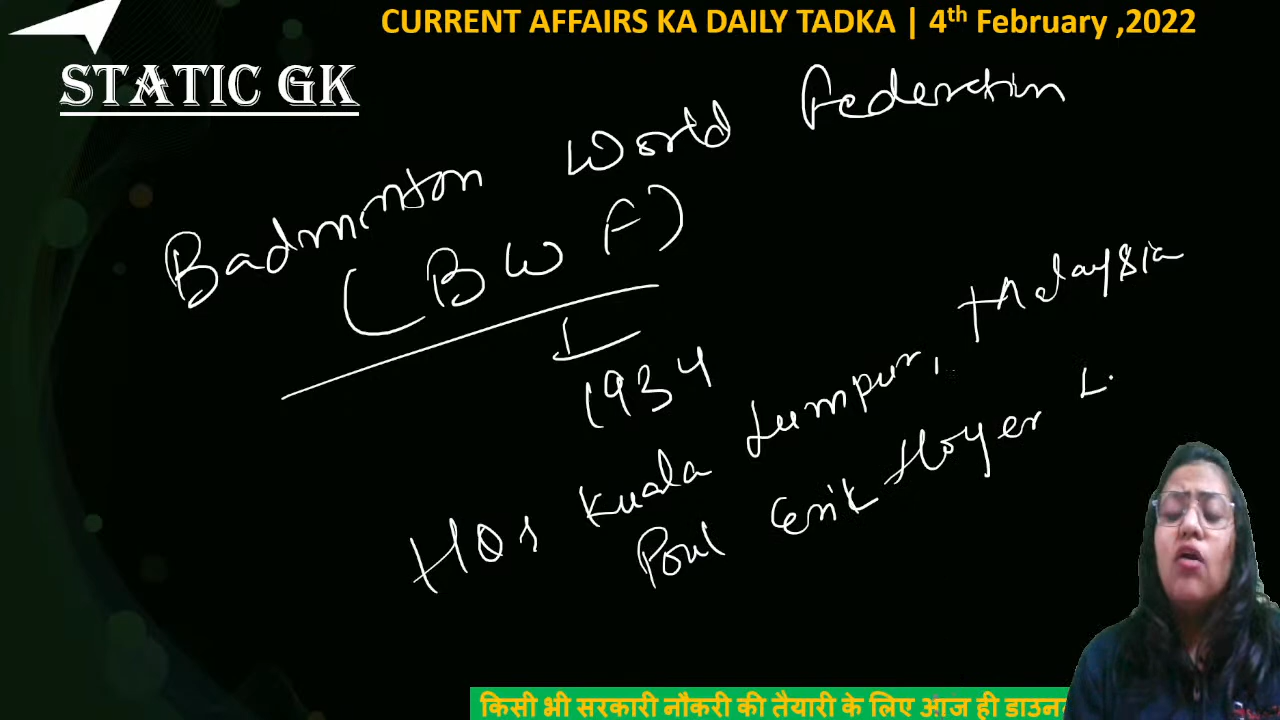 CURRENT AFFAIRS KA DAILY TADKA | 4th February ,2022
STATIC GK
Badminton World Federation
(BWF)
1934
HQs Kuala Lumpur, Malaysia
Poul Erik Hoyer L.
किसी भी सरकारी नौकरी की तैयारी के लिए आज ही डाउन